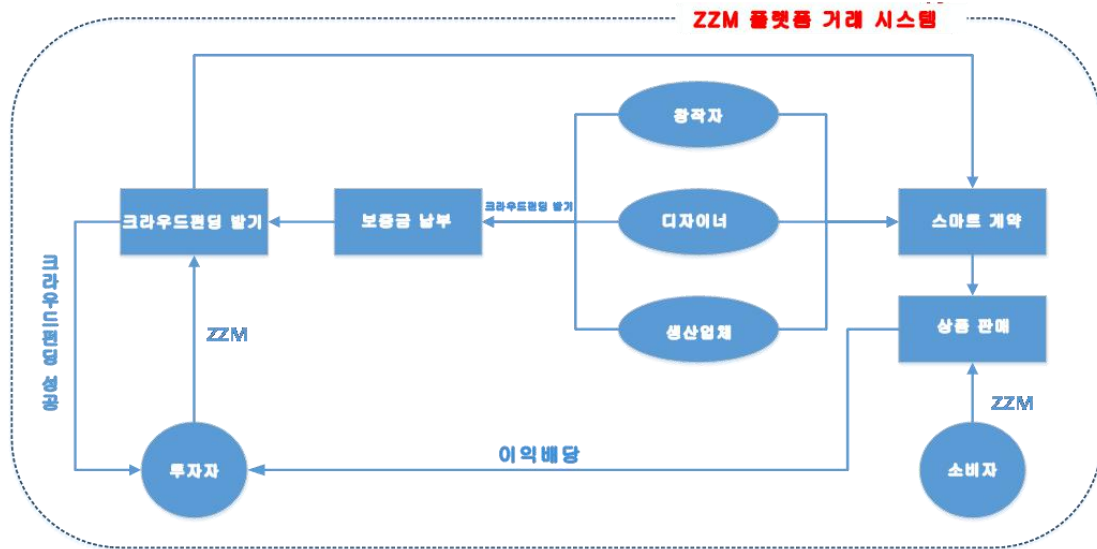 ZZM 플랫폼 거래 시스템
창작자
크라우드펀딩 발기
보증금 납부
크라우드펀딩 발기
디자이너
스마트 계약
크라우드펀딩 성공
ZZM
생산업체
상품 판매
ZZM
투자자
이익배당
소비자